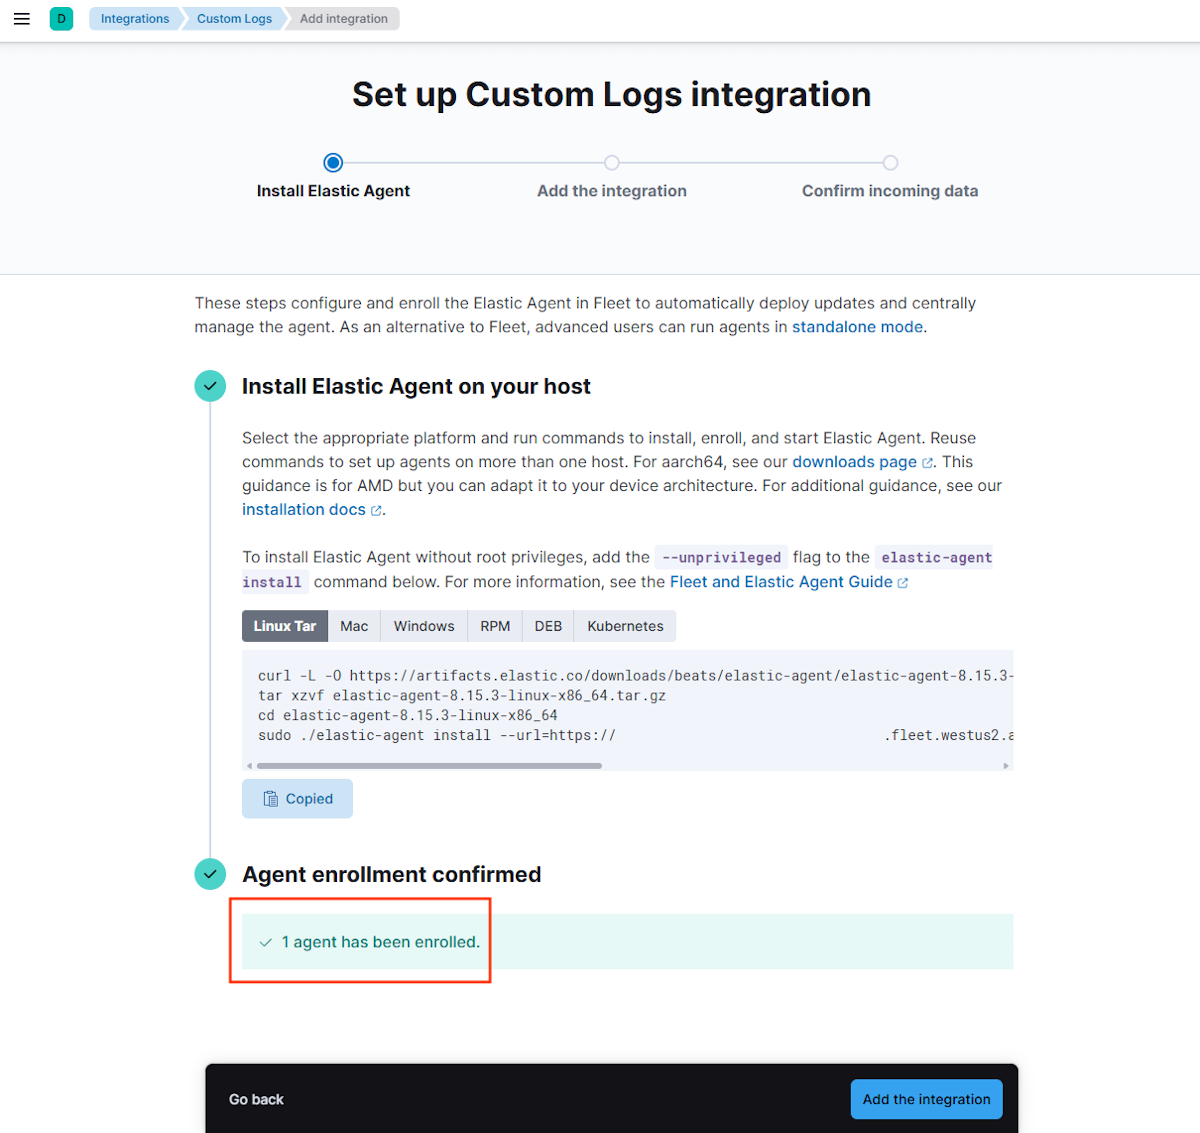 D
Integrations
Custom Logs
Add integration
Set up Custom Logs integration
Install Elastic Agent
Add the integration
Confirm incoming data
These steps configure and enroll the Elastic Agent in Fleet to automatically deploy updates and centrally
manage the agent. As an alternative to Fleet, advanced users can run agents in standalone mode.
Install Elastic Agent on your host
Select the appropriate platform and run commands to install, enroll, and start Elastic Agent. Reuse
commands to set up agents on more than one host. For aarch64, see our downloads page. This
guidance is for AMD but you can adapt it to your device architecture. For additional guidance, see our
installation docs.
To install Elastic Agent without root privileges, add the --unprivileged flag to the elastic-agent
install command below. For more information, see the Fleet and Elastic Agent Guide
Linux Tar
Mac
Windows
RPM
DEB
Kubernetes
curl -L -O https://artifacts.elastic.co/downloads/beats/elastic-agent/elastic-agent-8.15.3-
tar xzvf elastic-agent-8.15.3-linux-x86_64.tar.gz
cd elastic-agent-8.15.3-linux-x86_64
sudo ./elastic-agent install --url=https:// .fleet.westus2.a
Copied
Agent enrollment confirmed
1 agent has been enrolled.
Go back
Add the integration